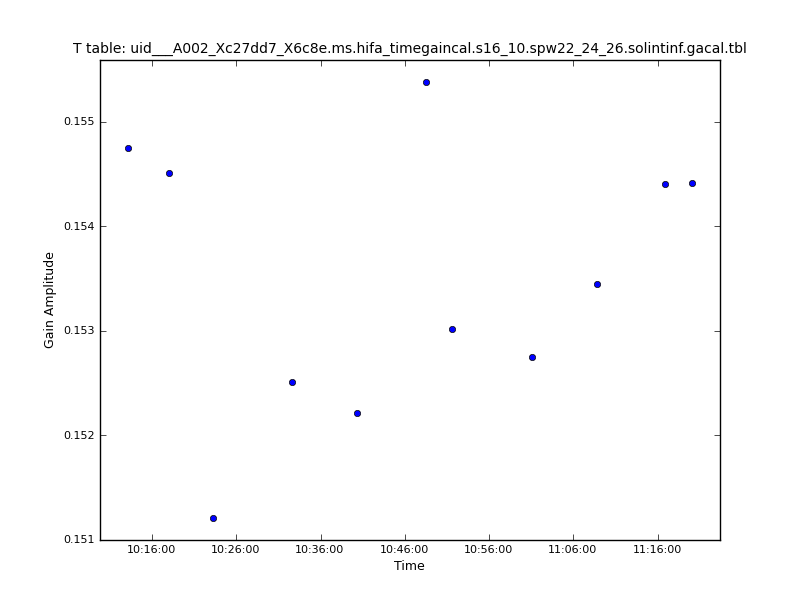 T table: uid___A002_Xc27dd7_X6c8e.ms.hifa_timegaincal.s16_10.spw22_24_26.solintinf.gacal.tbl
0.155
0.154
Gain Amplitude
0.153
0.152
0.151
10:16:00 10:26:00 10:36:00 10:46:00 10:56:00 11:06:00 11:16:00
Time